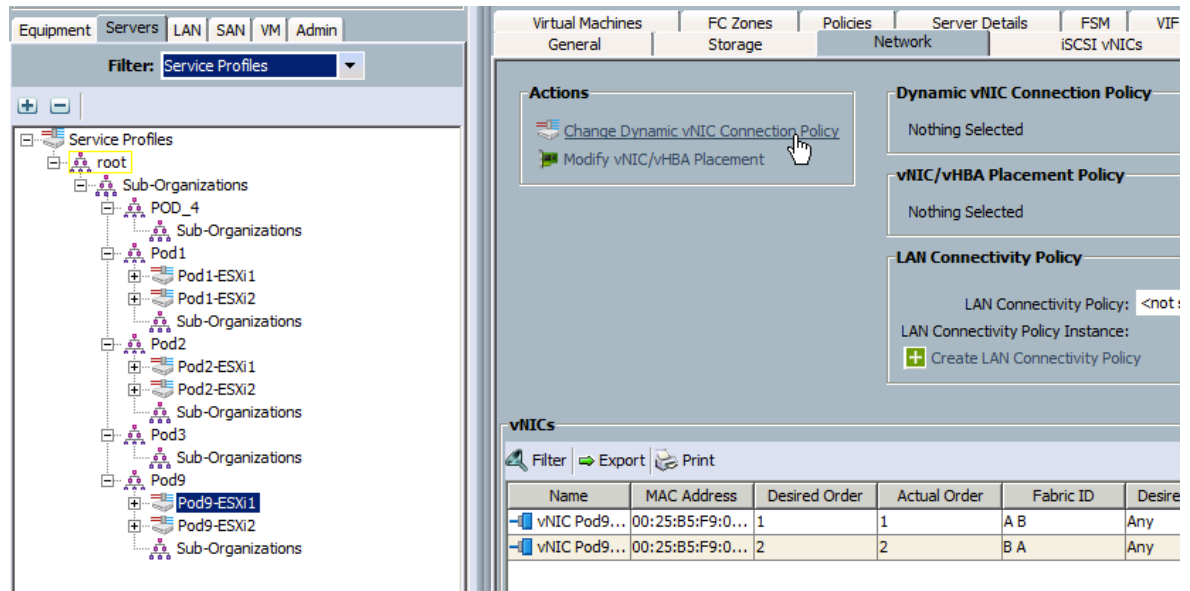 Equipment Servers LAN SAN VM Admin
Filter: Service Profiles
Service Profiles
root
Sub-Organizations
POD_4
Sub-Organizations
Pod1
Pod1-ESXi1
Pod1-ESXi2
Sub-Organizations
Pod2
Pod2-ESXi1
Pod2-ESXi2
Sub-Organizations
Pod3
Sub-Organizations
Pod9
Pod9-ESXi1
Pod9-ESXi2
Sub-Organizations
Virtual Machines FC Zones Policies Server Details FSM VIF
General Storage Network iSCSI vNICs
Actions
Change Dynamic vNIC Connection Policy
Modify vNIC/vHBA Placement
Dynamic vNIC Connection Policy
Nothing Selected
vNIC/vHBA Placement Policy
Nothing Selected
LAN Connectivity Policy
LAN Connectivity Policy: <not s
LAN Connectivity Policy Instance:
Create LAN Connectivity Policy
vNICs
Filter Export Print
Name MAC Address Desired Order Actual Order Fabric ID Desire
vNIC Pod9... 00:25:B5:F9:0... 1 1 A B Any
vNIC Pod9... 00:25:B5:F9:0... 2 2 B A Any